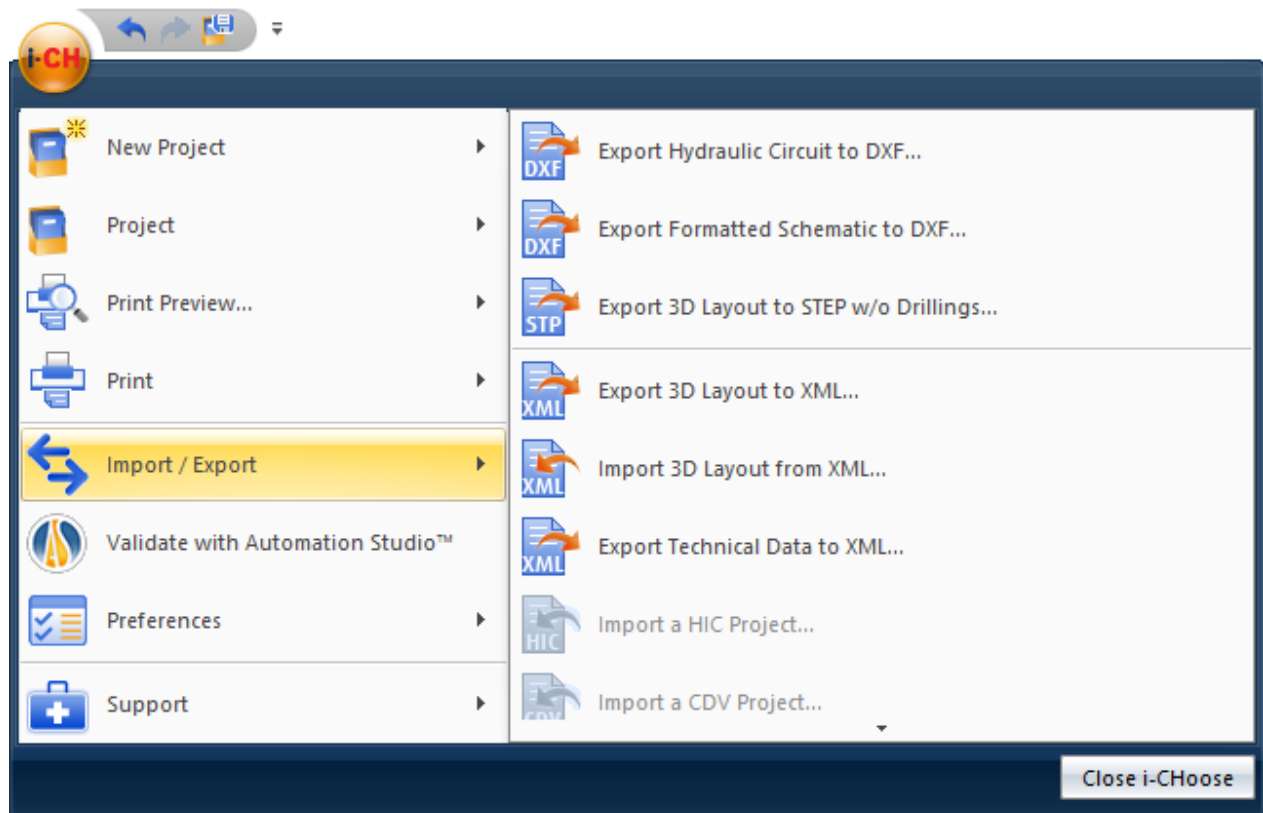 i-CH
New Project
Project
Print Preview...
Print
Import / Export
Validate with Automation Studio™
Preferences
Support
DXF
Export Hydraulic Circuit to DXF...
DXF
Export Formatted Schematic to DXF...
STP
Export 3D Layout to STEP w/o Drillings...
XML
Export 3D Layout to XML...
XML
Import 3D Layout from XML...
XML
Export Technical Data to XML...
HIC
Import a HIC Project...
CDV
Import a CDV Project...
Close i-CHoose